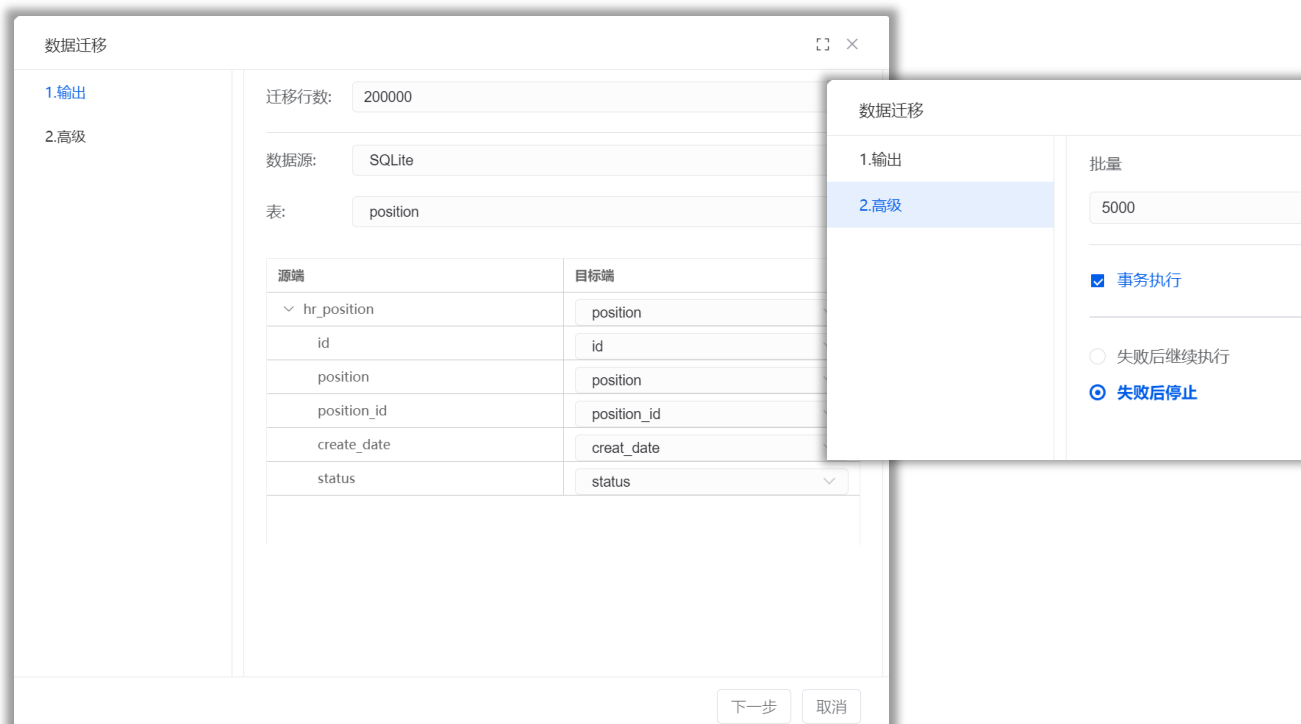 数据迁移
1.输出
2.高级
迁移行数:
200000
数据源:
SQLite
表:
position
源端
目标端
hr_position
position
id
id
position
position
position_id
position_id
create_date
creat_date
status
status
下一步
取消
数据迁移
1.输出
2.高级
批量
5000
事务执行
失败后继续执行
失败后停止